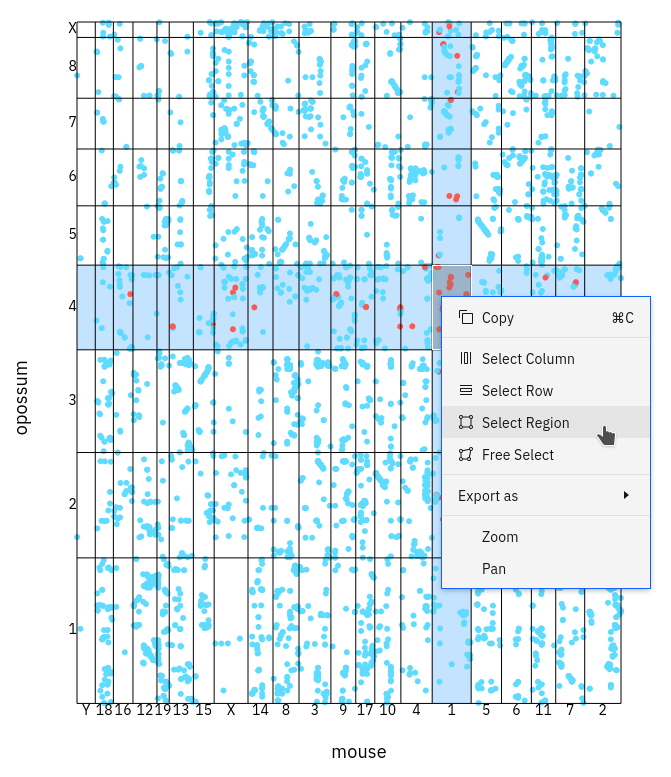 X
8
7
6
5
4
3
2
1
opossum
Copy ⌘C
Select Column
Select Row
Select Region
Free Select
Export as
Zoom
Pan
Y 18 16 12 19 13 15 X 14 8 3 9 17 10 4 1 5 6 11 7 2
mouse